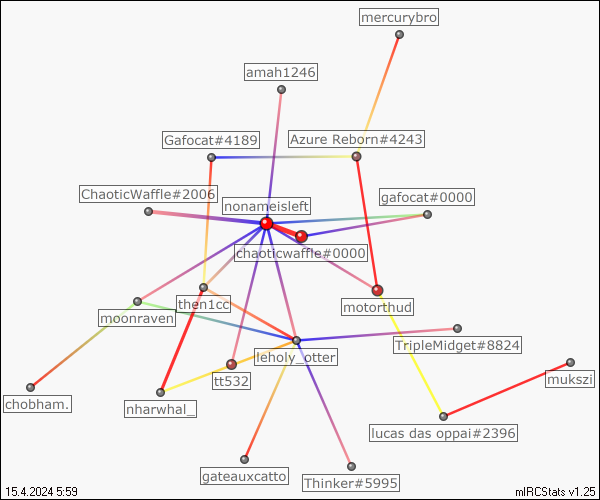 mercurybro
amah1246
Gafocat#4189
Azure Reborn#4243
ChaoticWaffle#2006
gafocat#0000
nonameisleft
chaoticwaffle#0000
moonraven
then1cc
motorthud
TripleMidget#8824
leholy_otter
tt532
mukszi
chobham.
nharwhal_
lucas das oppai#2396
gateauxcatto
Thinker#5995
15.4.2024 5:59
mIRCStats v1.25